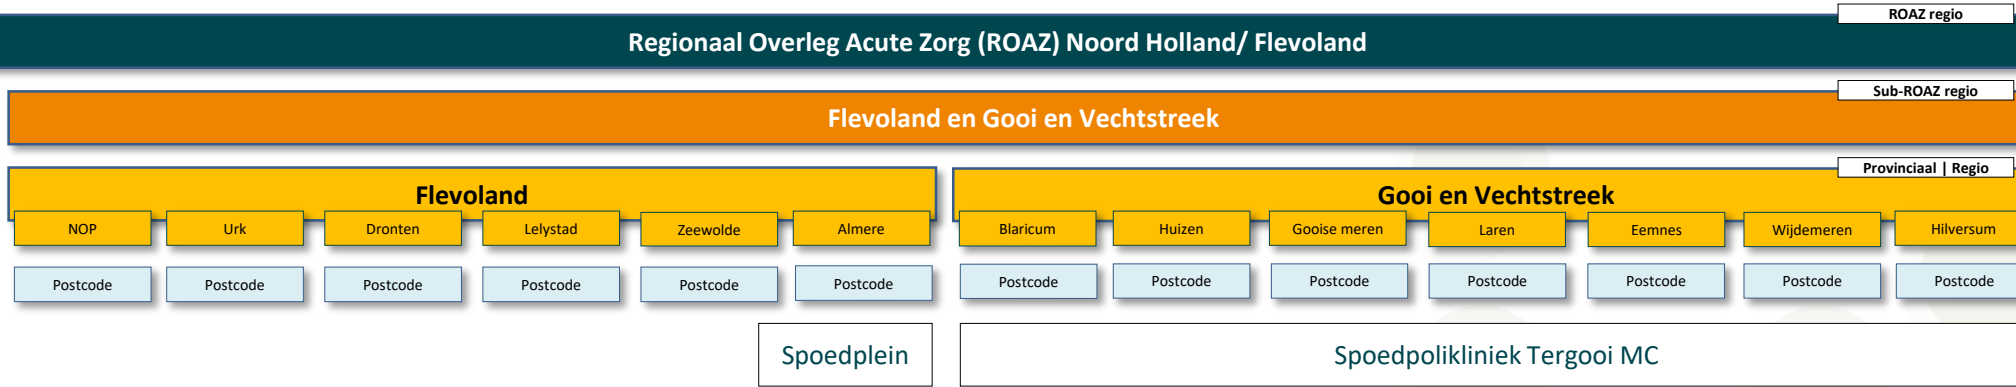 ROAZ regio
Regionaal Overleg Acute Zorg (ROAZ) Noord Holland/ Flevoland
Sub-ROAZ regio
Flevoland en Gooi en Vechtstreek
Provinciaal | Regio
Flevoland
Gooi en Vechtstreek
NOP
Urk
Dronten
Lelystad
Zeewolde
Almere
Blaricum
Huizen
Gooise meren
Laren
Eemnes
Wijdemeren
Hilversum
Postcode
Postcode
Postcode
Postcode
Postcode
Postcode
Postcode
Postcode
Postcode
Postcode
Postcode
Postcode
Postcode
Spoedplein
Spoedpolikliniek Tergooi MC